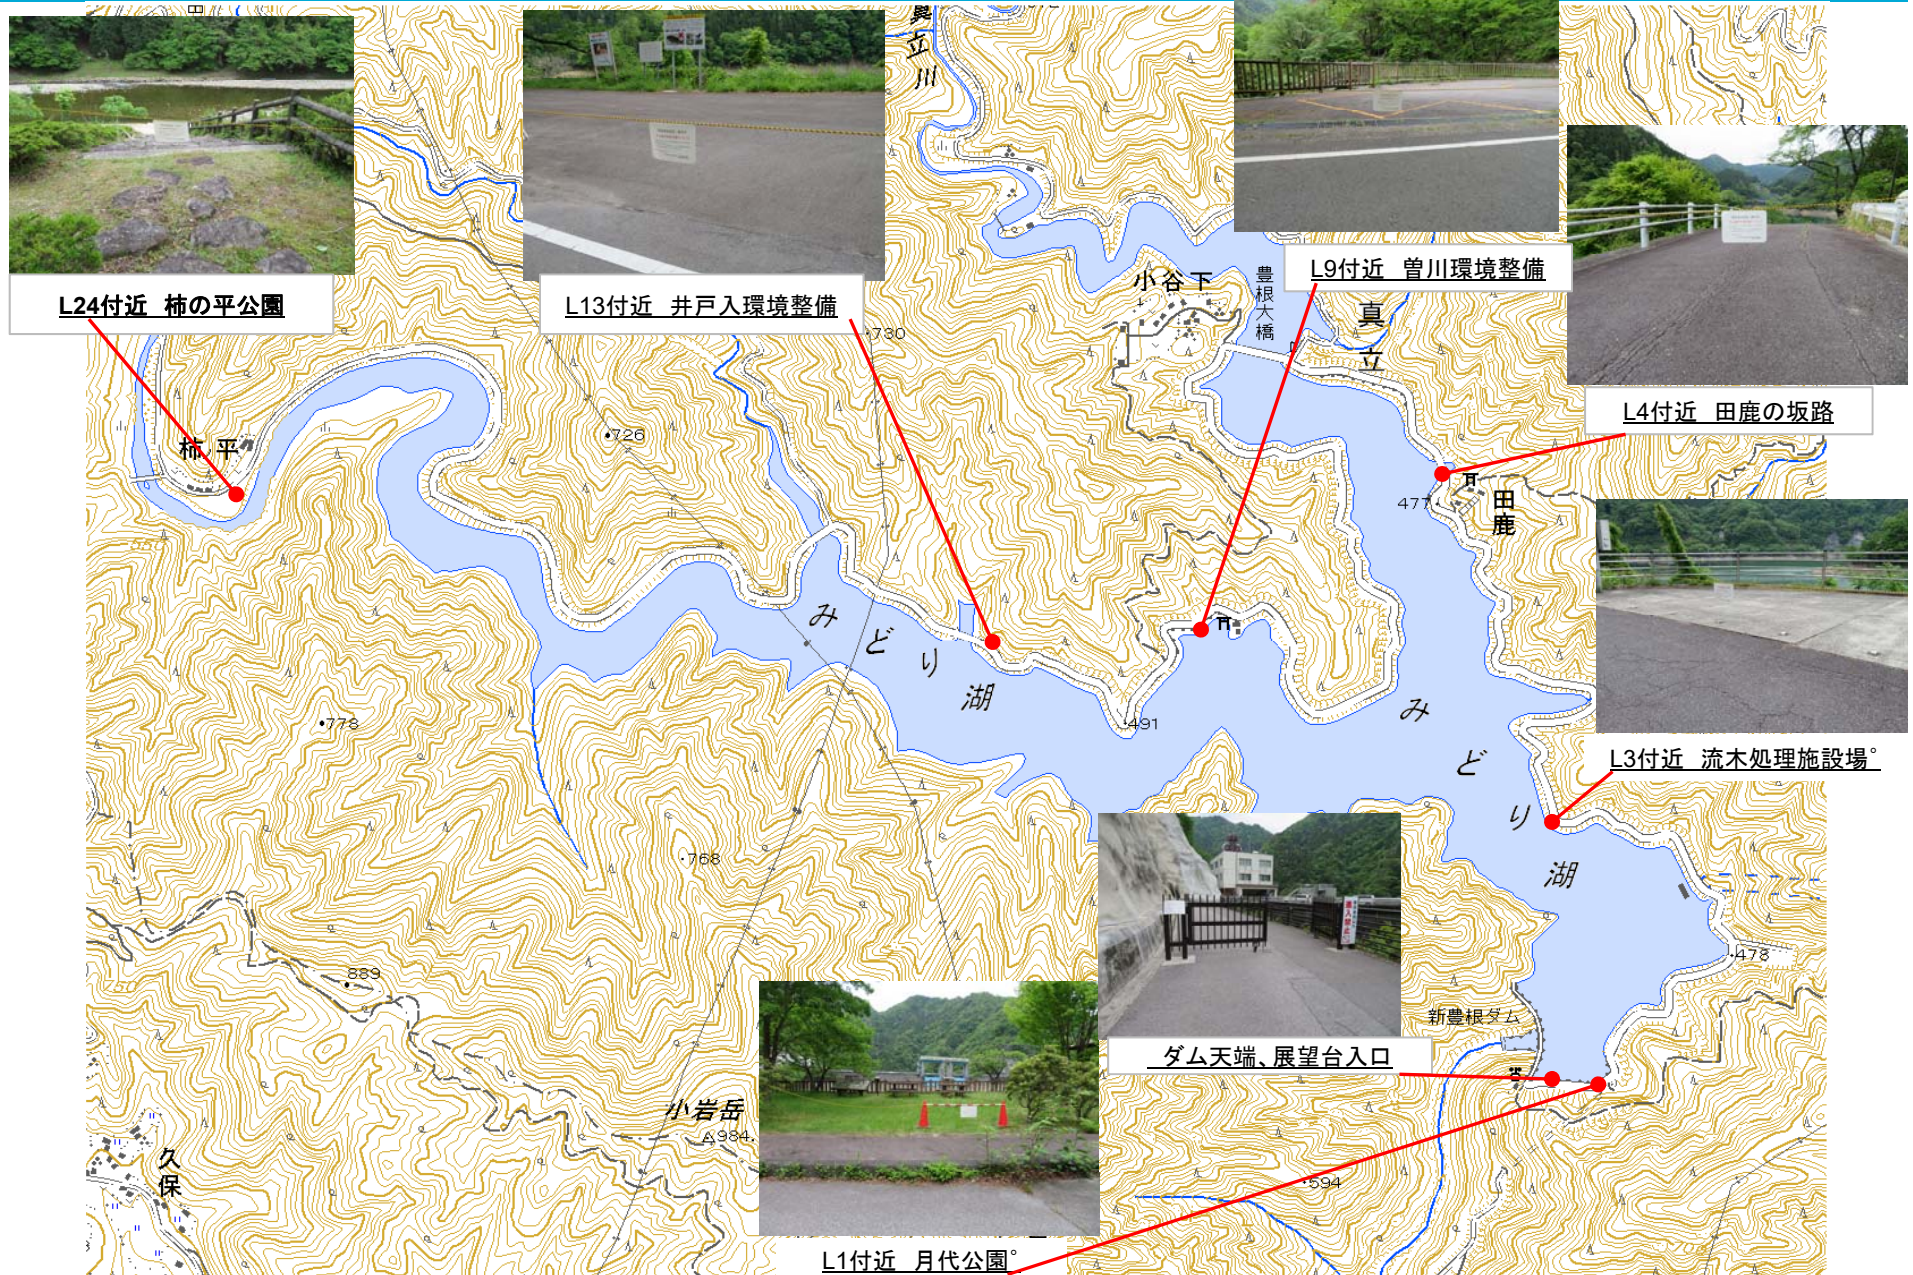 真立川
L24付近　柿の平公園
L13付近　井戸入環境整備
L9付近　曽川環境整備
L4付近　田鹿の坂路
小谷下
豊根大橋
真立
730
726
柿平
477
田鹿
みどり湖
みどり湖
491
778
768
L3付近　流木処理施設場゜
889
478
新豊根ダム
ダム天端、展望台入口
小岩岳
984.
久保
594
L1付近　月代公園゜